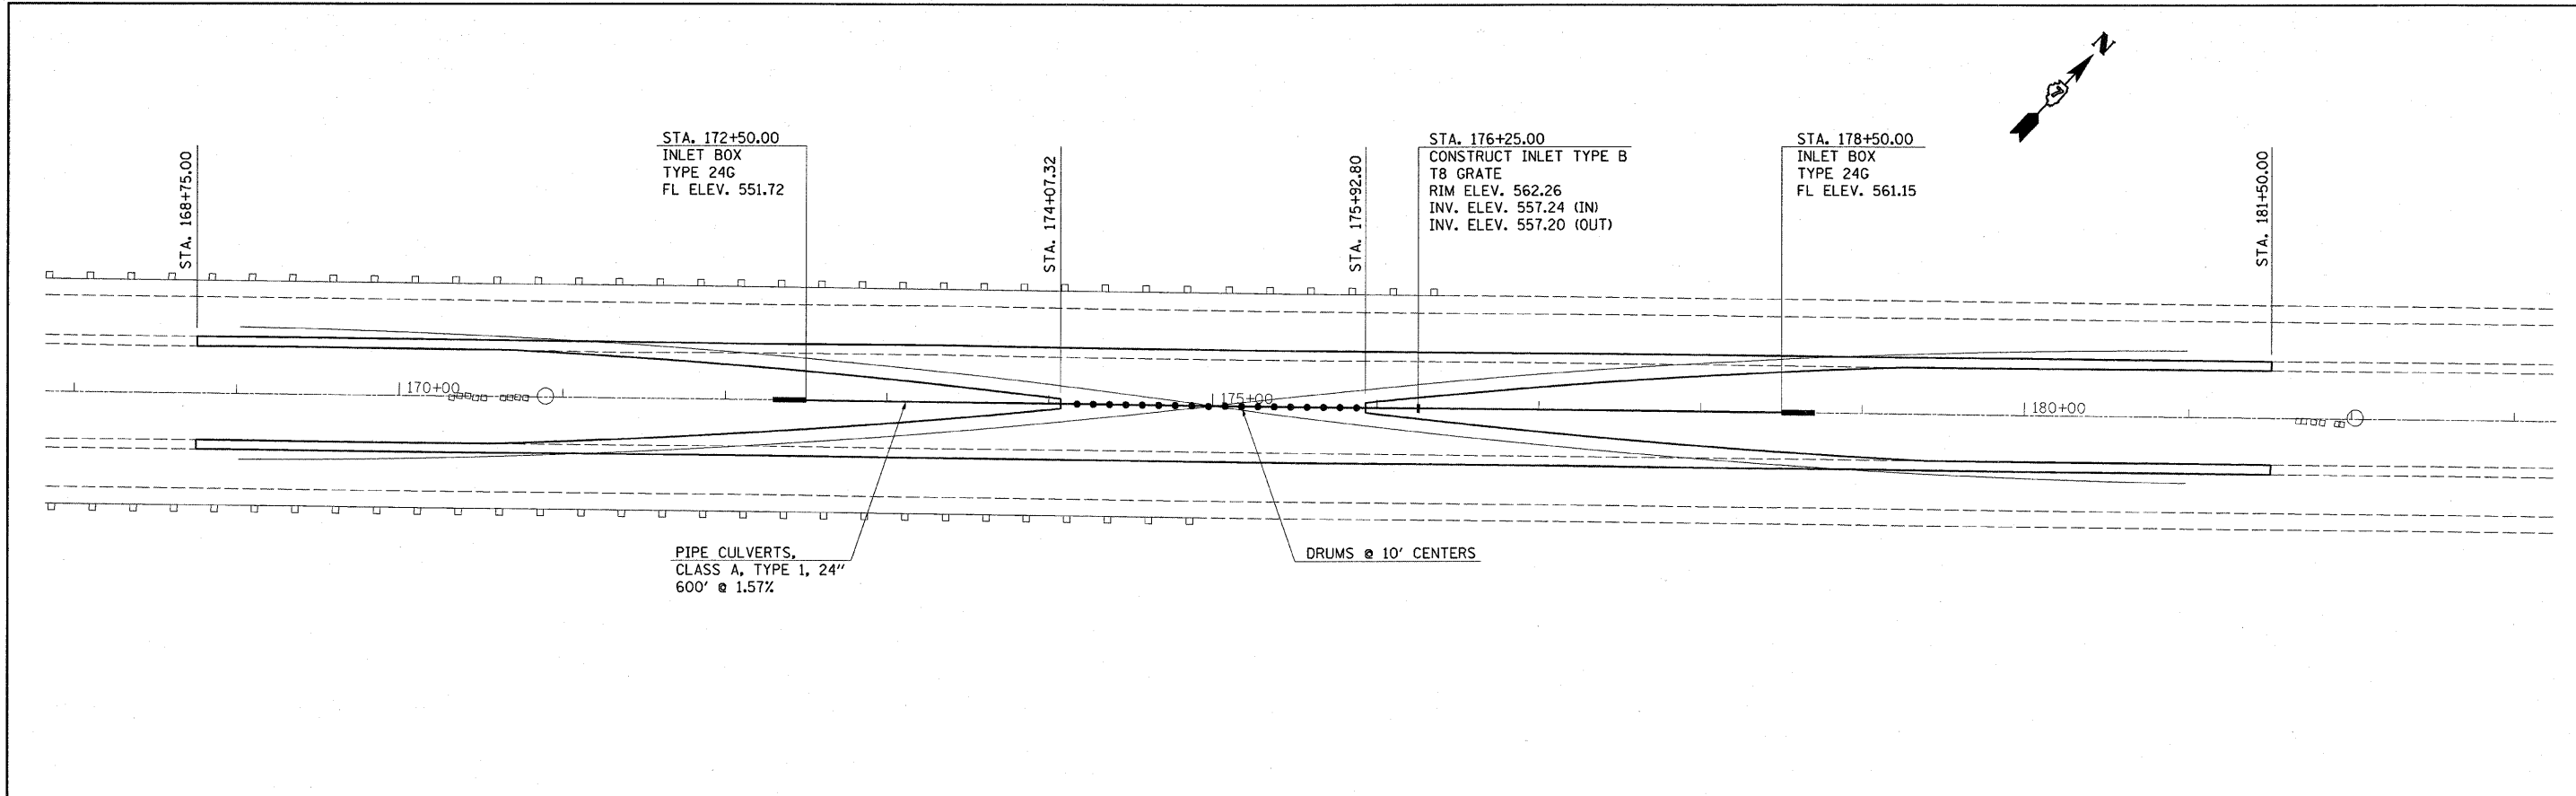 N
7
STA. 168+75.00
STA. 172+50.00
INLET BOX
TYPE 24G
FL ELEV. 551.72
STA. 174+07.32
STA. 175+92.80
STA. 176+25.00
CONSTRUCT INLET TYPE B
T8 GRATE
RIM ELEV. 562.26
INV. ELEV. 557.24 (IN)
INV. ELEV. 557.20 (OUT)
STA. 178+50.00
INLET BOX
TYPE 24G
FL ELEV. 561.15
STA. 181+50.00
170+00
175+00
180+00
PIPE CULVERTS,
CLASS A, TYPE 1, 24"
600' @ 1.57%
DRUMS @ 10' CENTERS